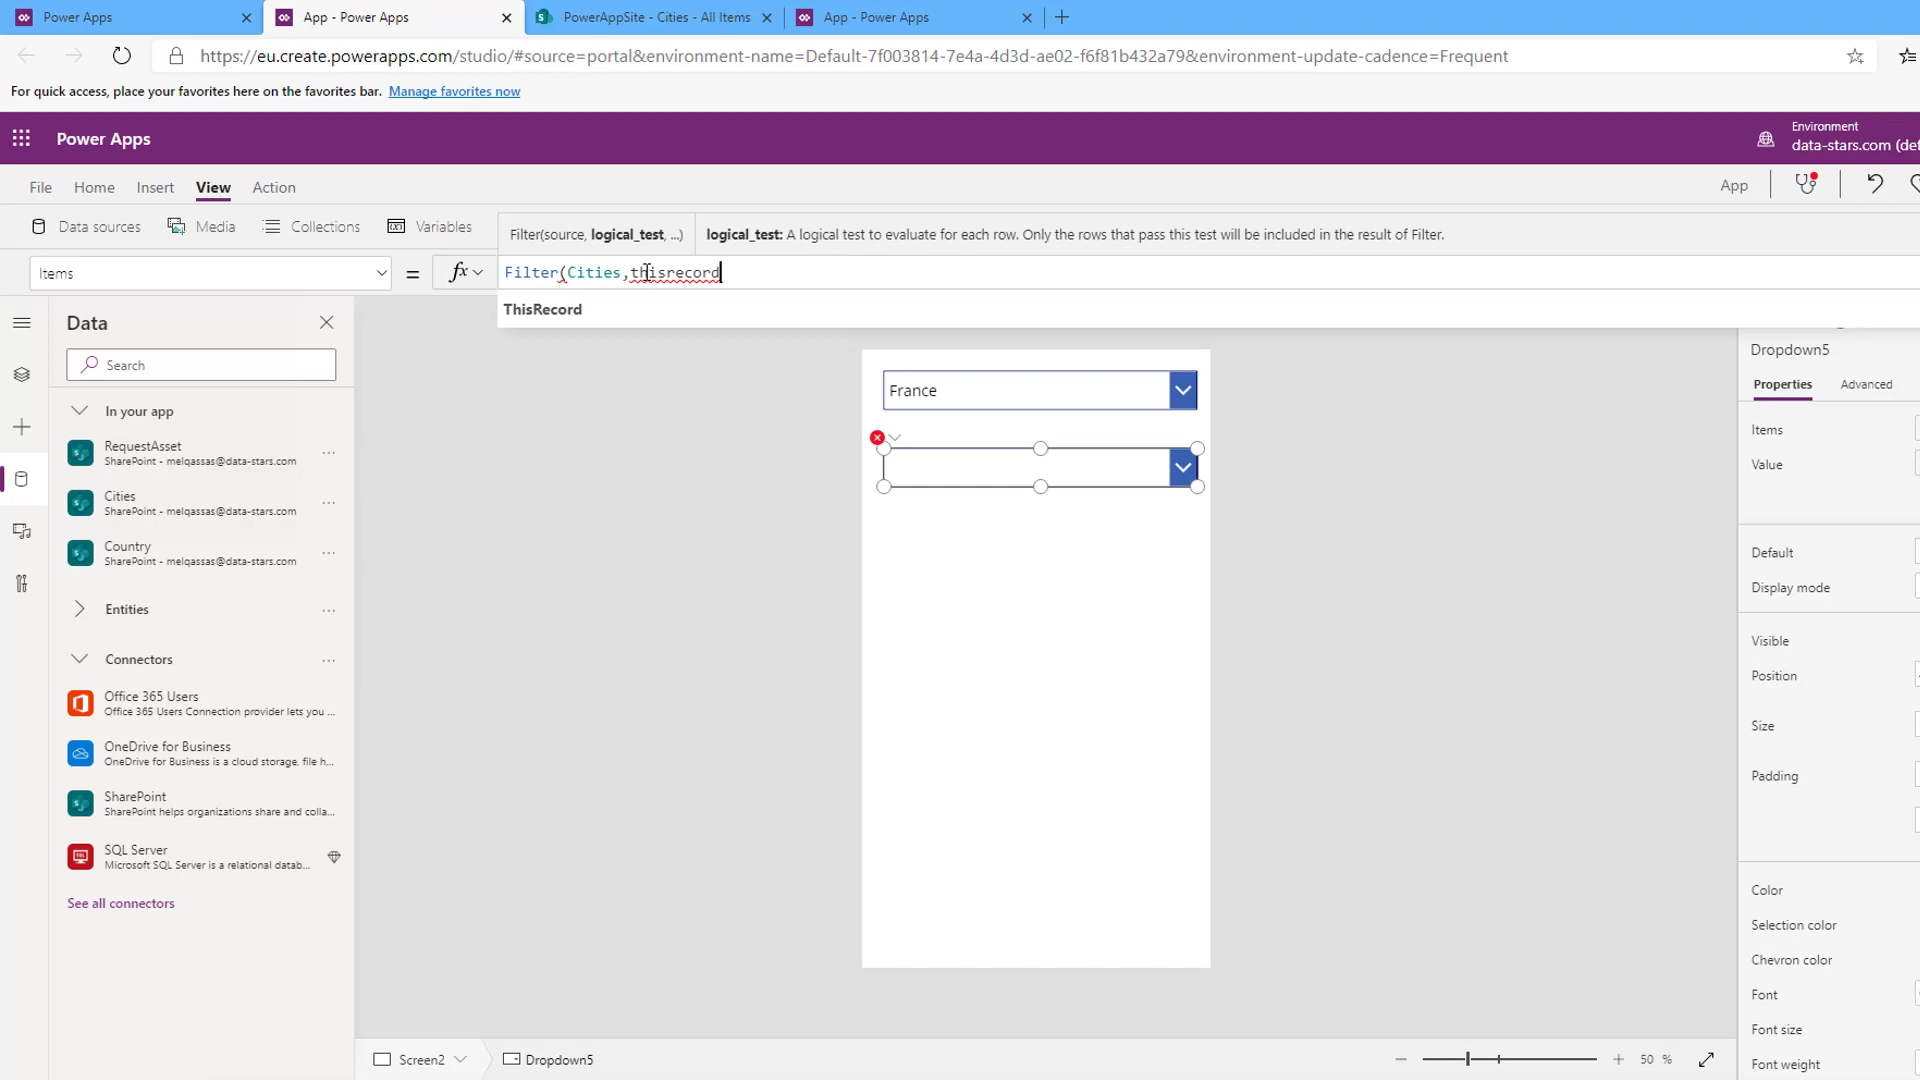 Power Apps
App - Power Apps
PowerAppSite - Cities - All Items
App - Power Apps
https://eu.create.powerapps.com/studio/#source=portal&environment-name=Default-7f003814-7e4a-4d3d-ae02-f6f81b432a79&environment-update-cadence=Frequent
For quick access, place your favorites here on the favorites bar. Manage favorites now
Power Apps
Environment
data-stars.com (def
File Home Insert View Action
App
Data sources Media Collections Variables
Filter(source, logical_test, ...) logical_test: A logical test to evaluate for each row. Only the rows that pass this test will be included in the result of Filter.
Items = fx Filter(Cities,thisrecord
ThisRecord
Data
Search
In your app
RequestAsset
SharePoint - melqassas@data-stars.com
Cities
SharePoint - melqassas@data-stars.com
Country
SharePoint - melqassas@data-stars.com
Entities
Connectors
Office 365 Users
Office 365 Users Connection provider lets you ...
OneDrive for Business
OneDrive for Business is a cloud storage, file h...
SharePoint
SharePoint helps organizations share and colla...
SQL Server
Microsoft SQL Server is a relational datab...
See all connectors
France
Dropdown5
Properties Advanced
Items
Value
Default
Display mode
Visible
Position
Size
Padding
Color
Selection color
Chevron color
Font
Font size
Font weight
Screen2 Dropdown5
50 %